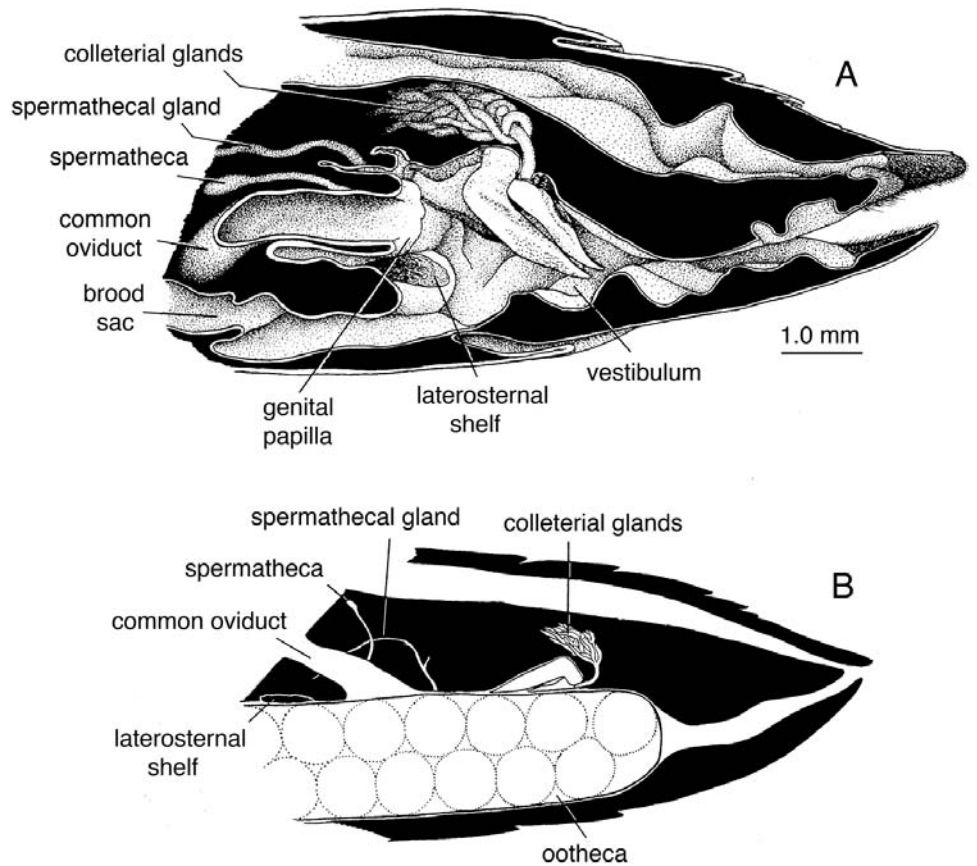 A
colleterial glands
spermathecal gland
spermatheca
common
oviduct
brood
sac
1.0 mm
vestibulum
laterosternal
shelf
genital
papilla
B
spermathecal gland
colleterial glands
spermatheca
common oviduct
laterosternal
shelf
ootheca